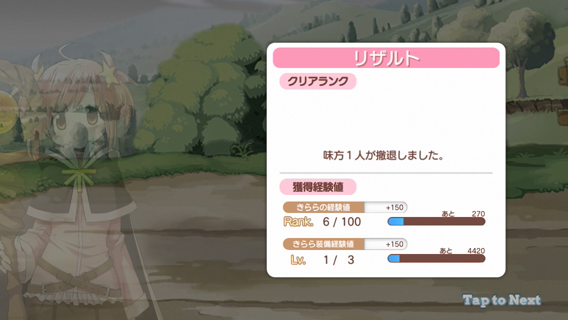 リザルト
クリアランク
味方1人が撤退しました。
獲得経験値
きららの経験値 +150
Rank. 6 / 100 あと 270
きらら装備経験値 +150
Lv. 1 / 3 あと 4420
Tap to Next